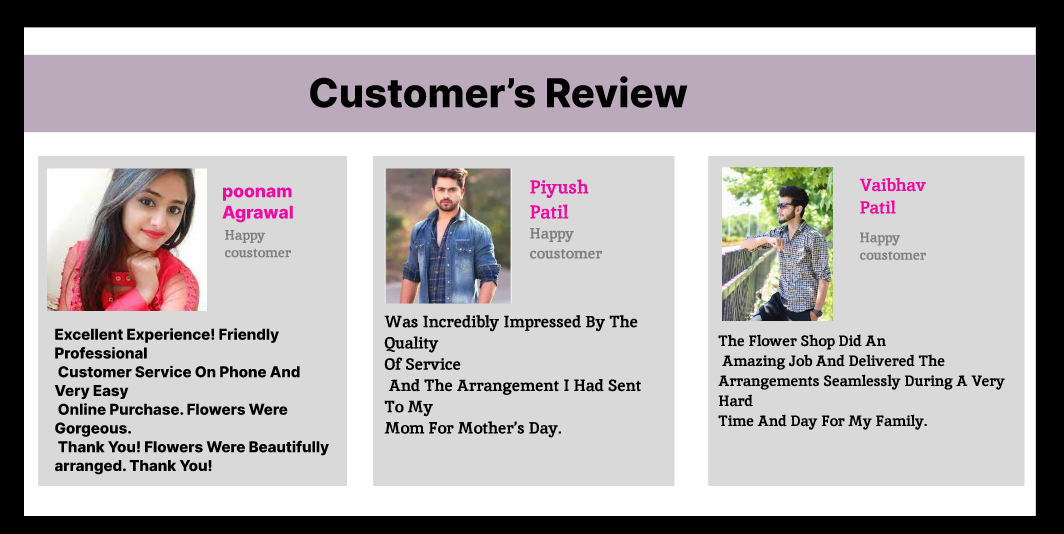 Customer’s Review
poonam
Agrawal
Happy
coustomer
Excellent Experience! Friendly
Professional
Customer Service On Phone And
Very Easy
Online Purchase. Flowers Were
Gorgeous.
Thank You! Flowers Were Beautifully
arranged. Thank You!
Piyush
Patil
Happy
coustomer
Was Incredibly Impressed By The
Quality
Of Service
And The Arrangement I Had Sent
To My
Mom For Mother’s Day.
Vaibhav
Patil
Happy
coustomer
The Flower Shop Did An
Amazing Job And Delivered The
Arrangements Seamlessly During A Very
Hard
Time And Day For My Family.